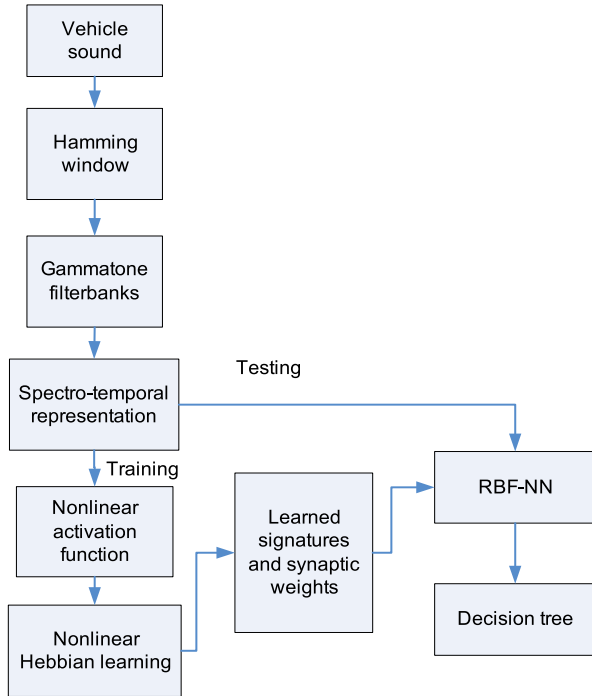 Vehicle
sound
Hamming
window
Gammatone
filterbanks
Spectro-temporal
representation
Testing
Training
Nonlinear
activation
function
Nonlinear
Hebbian learning
Learned
signatures
and synaptic
weights
RBF-NN
Decision tree